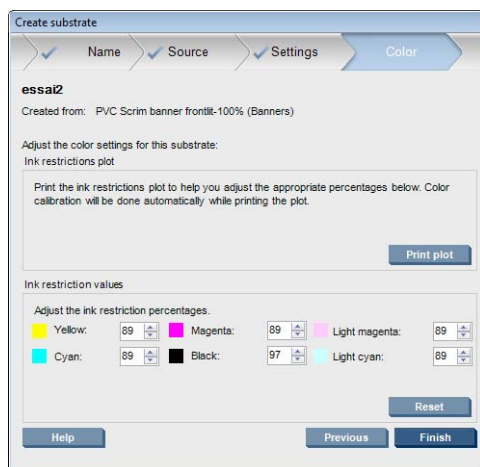 Create substrate
Name Source Settings Color
essai2
Created from: PVC Scrim banner frontlit-100% (Banners)
Adjust the color settings for this substrate:
Ink restrictions plot
Print the ink restrictions plot to help you adjust the appropriate percentages below. Color
calibration will be done automatically while printing the plot.
Print plot
Ink restriction values
Adjust the ink restriction percentages.
Yellow: 89 Magenta: 89 Light magenta: 89
Cyan: 89 Black: 97 Light cyan: 89
Reset
Help Previous Finish